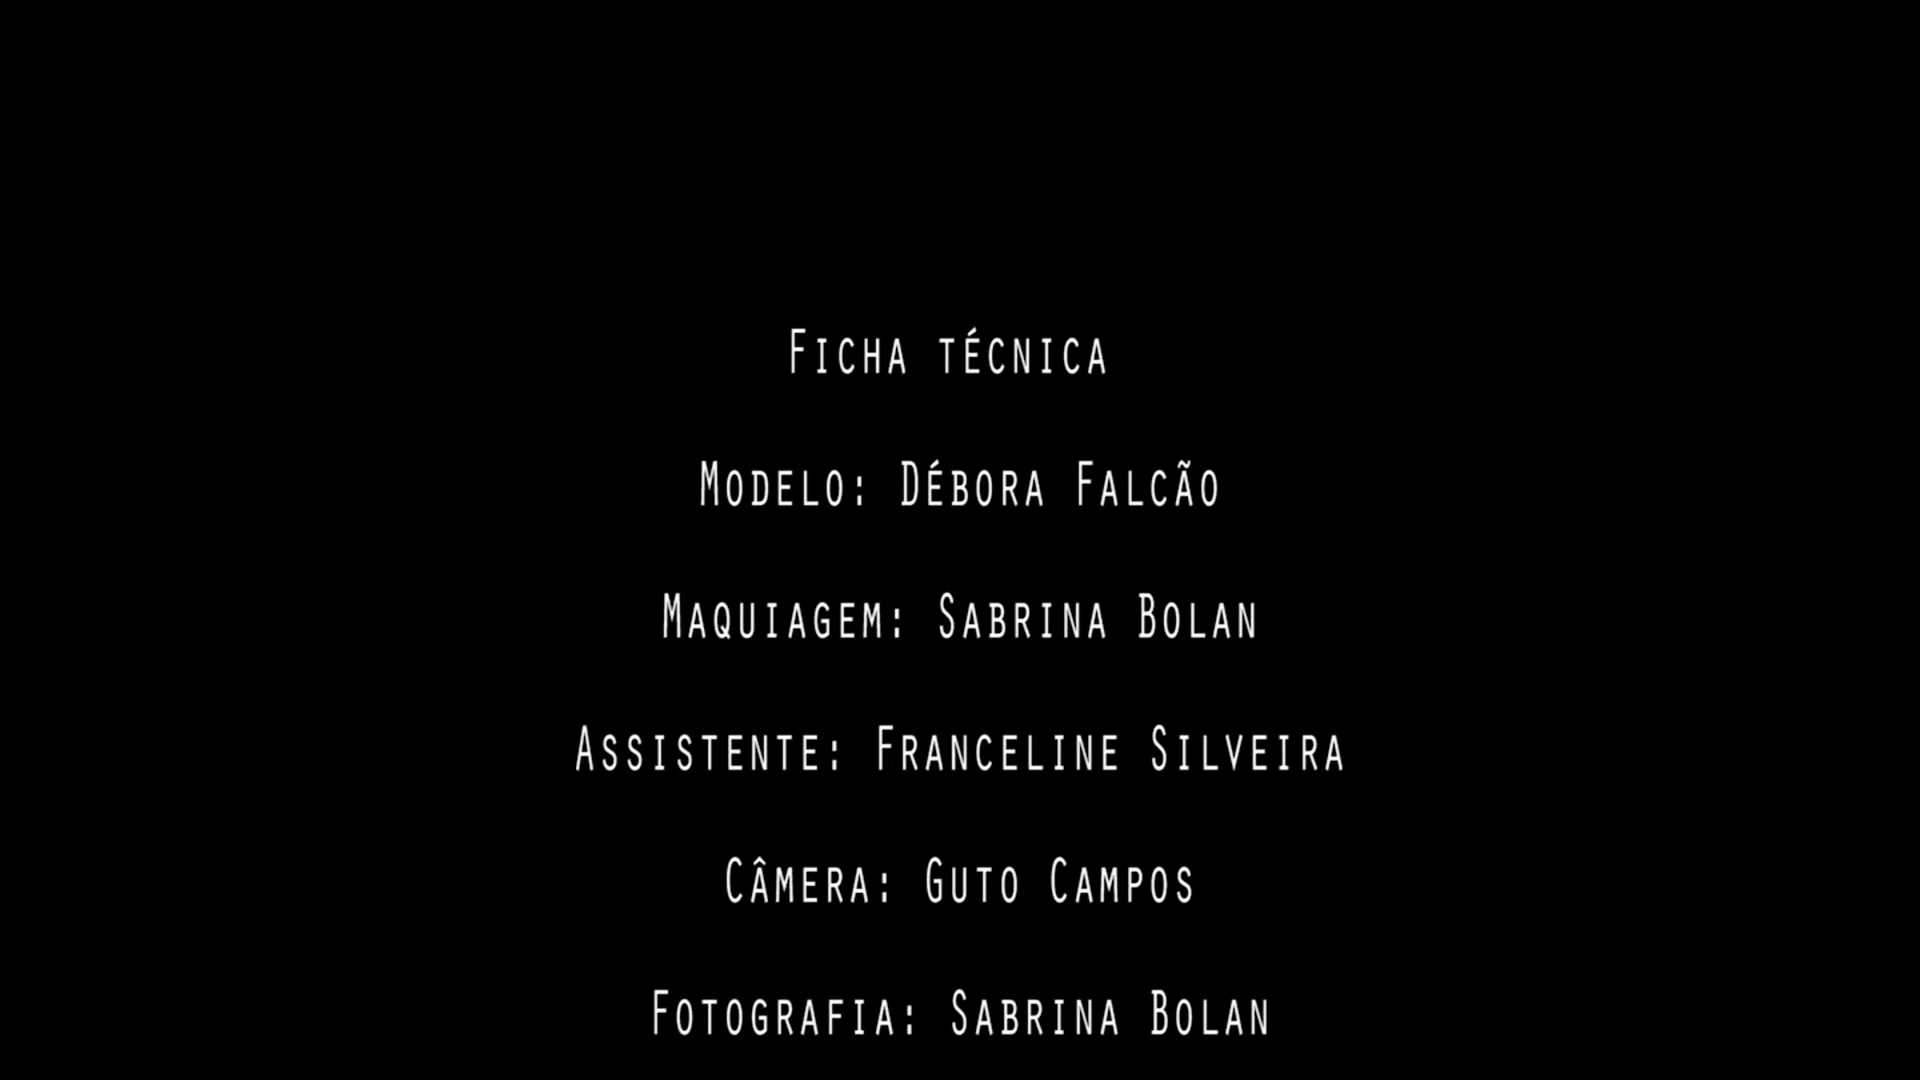 Ficha técnica
Modelo: Débora Falcão
Maquiagem: Sabrina Bolan
Assistente: Franceline Silveira
Câmera: Guto Campos
Fotografia: Sabrina Bolan